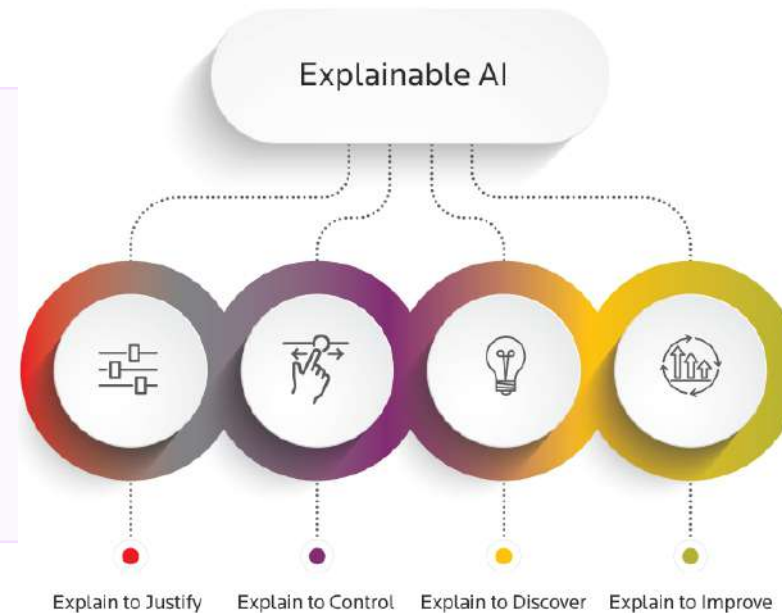 Explainable AI
Explain to Justify
Explain to Control
Explain to Discover
Explain to Improve